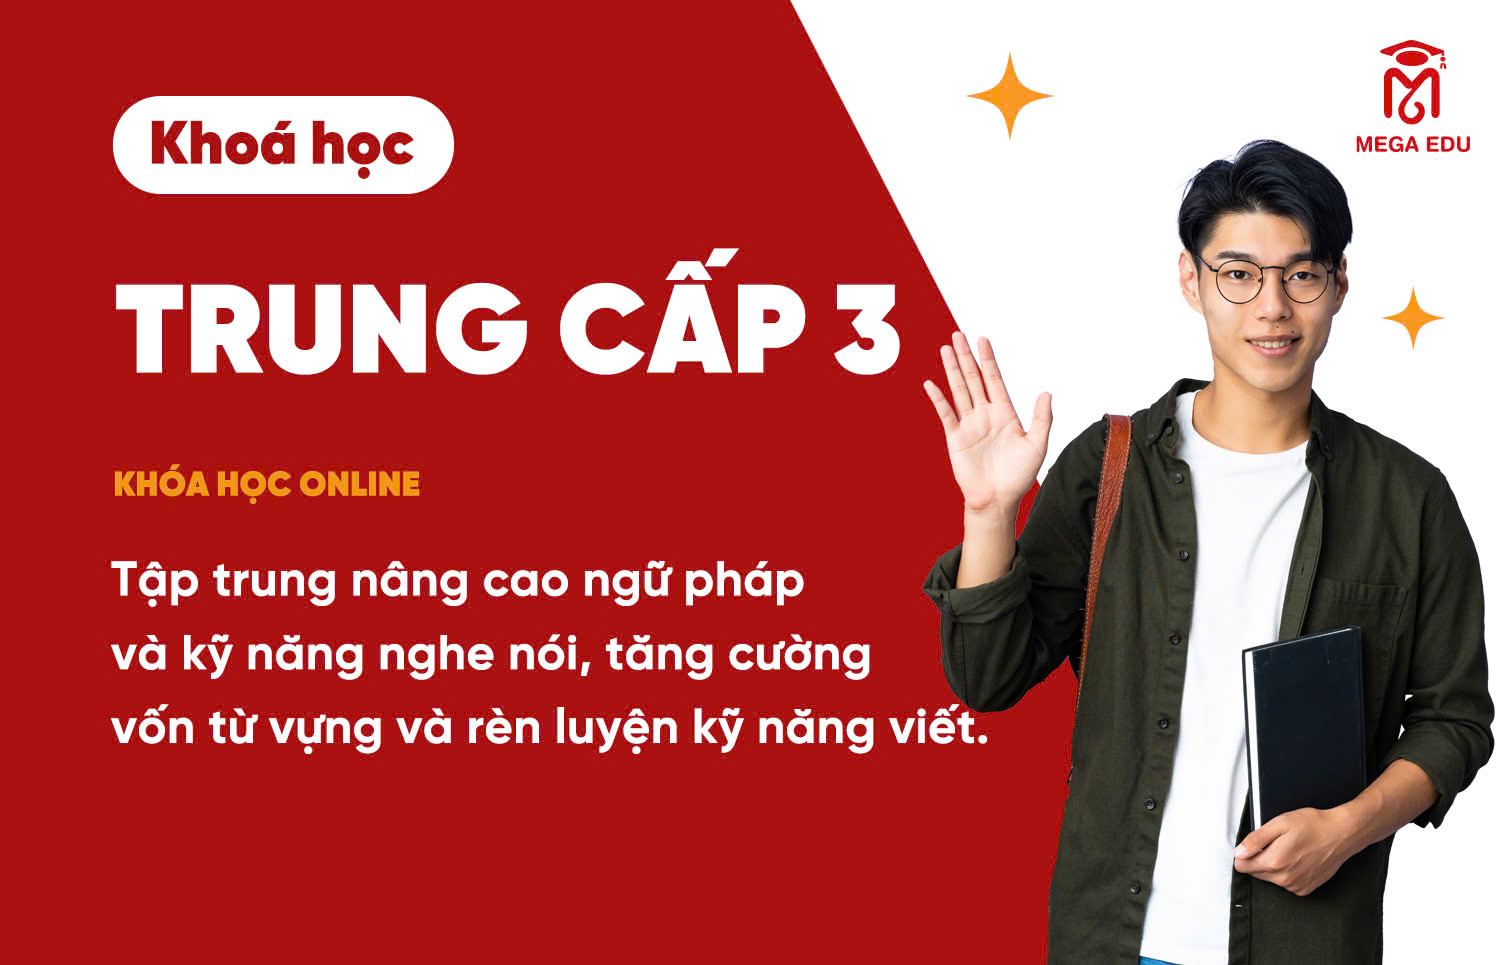 Khoá học
TRUNG CẤP 3
KHÓA HỌC ONLINE
Tập trung nâng cao ngữ pháp
và kỹ năng nghe nói, tăng cường
vốn từ vựng và rèn luyện kỹ năng viết.
MEGA EDU